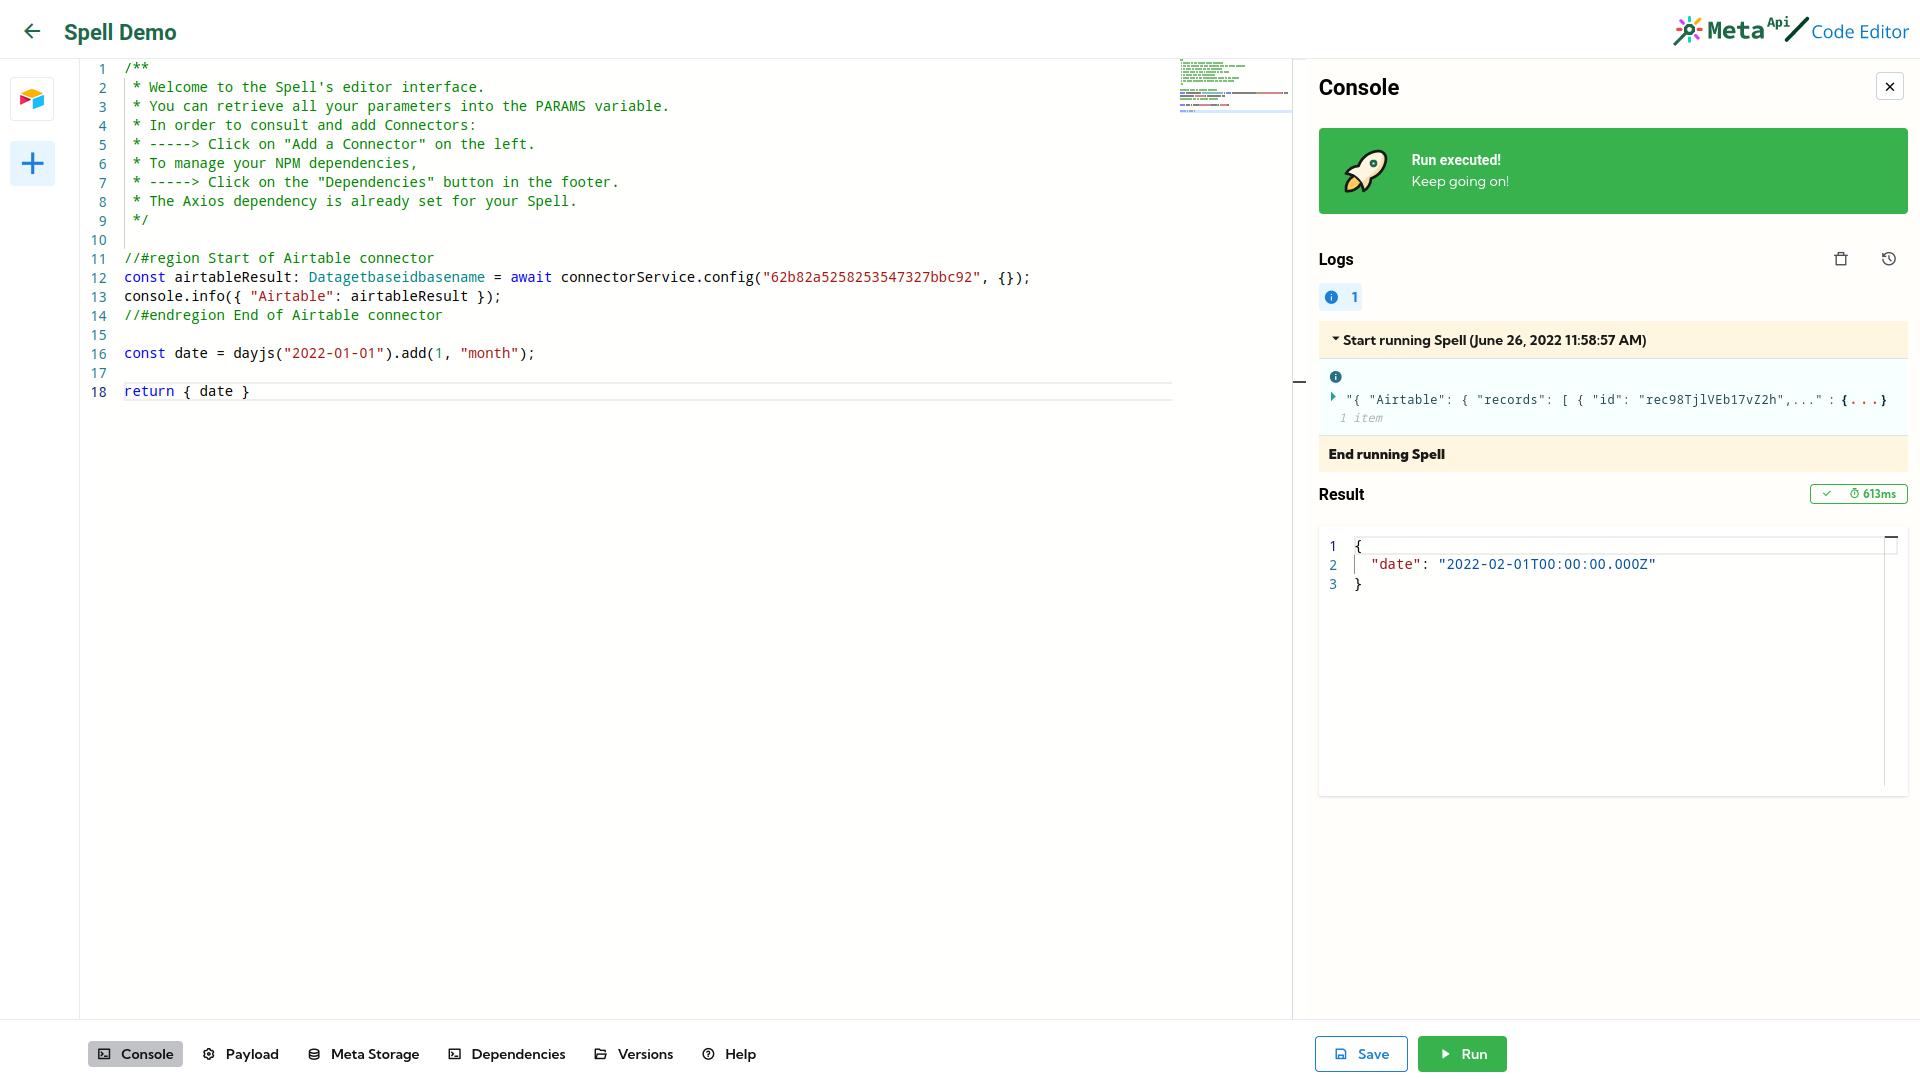 Spell Demo
Meta Api Code Editor
1 /**
2 * Welcome to the Spell's editor interface.
3 * You can retrieve all your parameters into the PARAMS variable.
4 * In order to consult and add Connectors:
5 * -----> Click on "Add a Connector" on the left.
6 * To manage your NPM dependencies,
7 * -----> Click on the "Dependencies" button in the footer.
8 * The Axios dependency is already set for your Spell.
9 */
10
11 //#region Start of Airtable connector
12 const airtableResult: Datagetbaseidbasename = await connectorService.config("62b82a5258253547327bbc92", {});
13 console.info({ "Airtable": airtableResult });
14 //#endregion End of Airtable connector
15
16 const date = dayjs("2022-01-01").add(1, "month");
17
18 return { date }
Console
Run executed!
Keep going on!
Logs
1
Start running Spell (June 26, 2022 11:58:57 AM)
"{ "Airtable": { "records": [ { "id": "rec98TjlVEb17vZ2h",..." : {...}
1 item
End running Spell
Result
613ms
1 {
2 "date": "2022-02-01T00:00:00.000Z"
3 }
Console Payload Meta Storage Dependencies Versions Help
Save Run